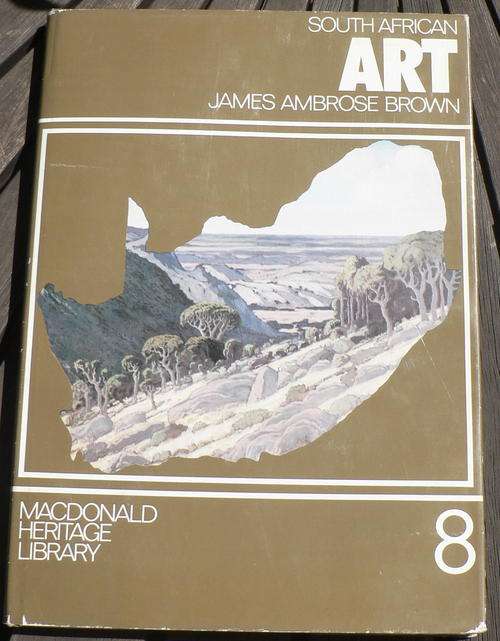 SOUTH AFRICAN
ART
JAMES AMBROSE BROWN
MACDONALD
HERITAGE
LIBRARY
8